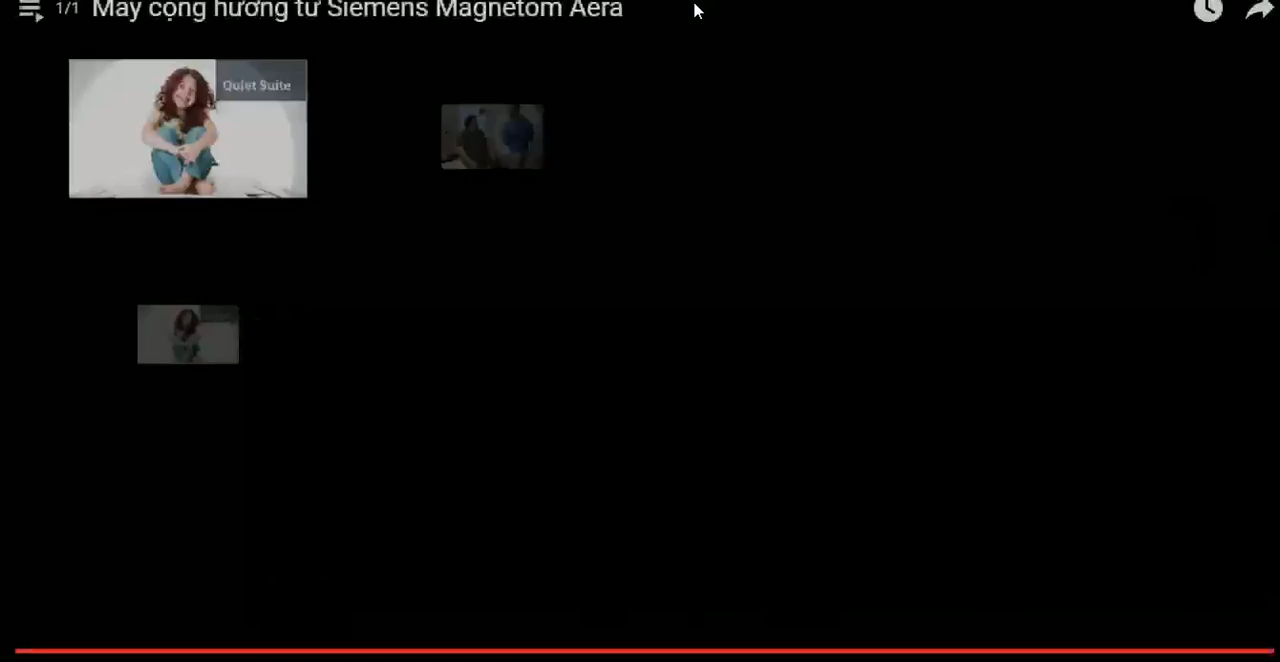 1/1 Máy cộng hưởng từ Siemens Magnetom Aera
Quiet Suite